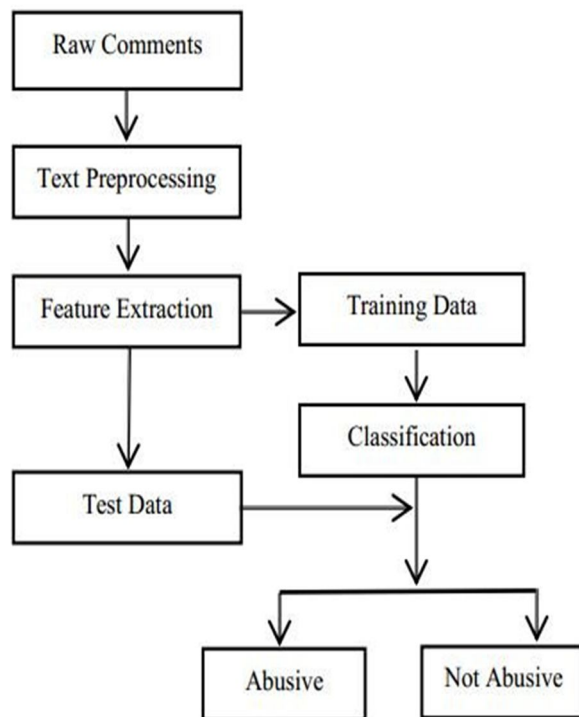 Raw Comments
Text Preprocessing
Feature Extraction
Training Data
Classification
Test Data
Abusive
Not Abusive